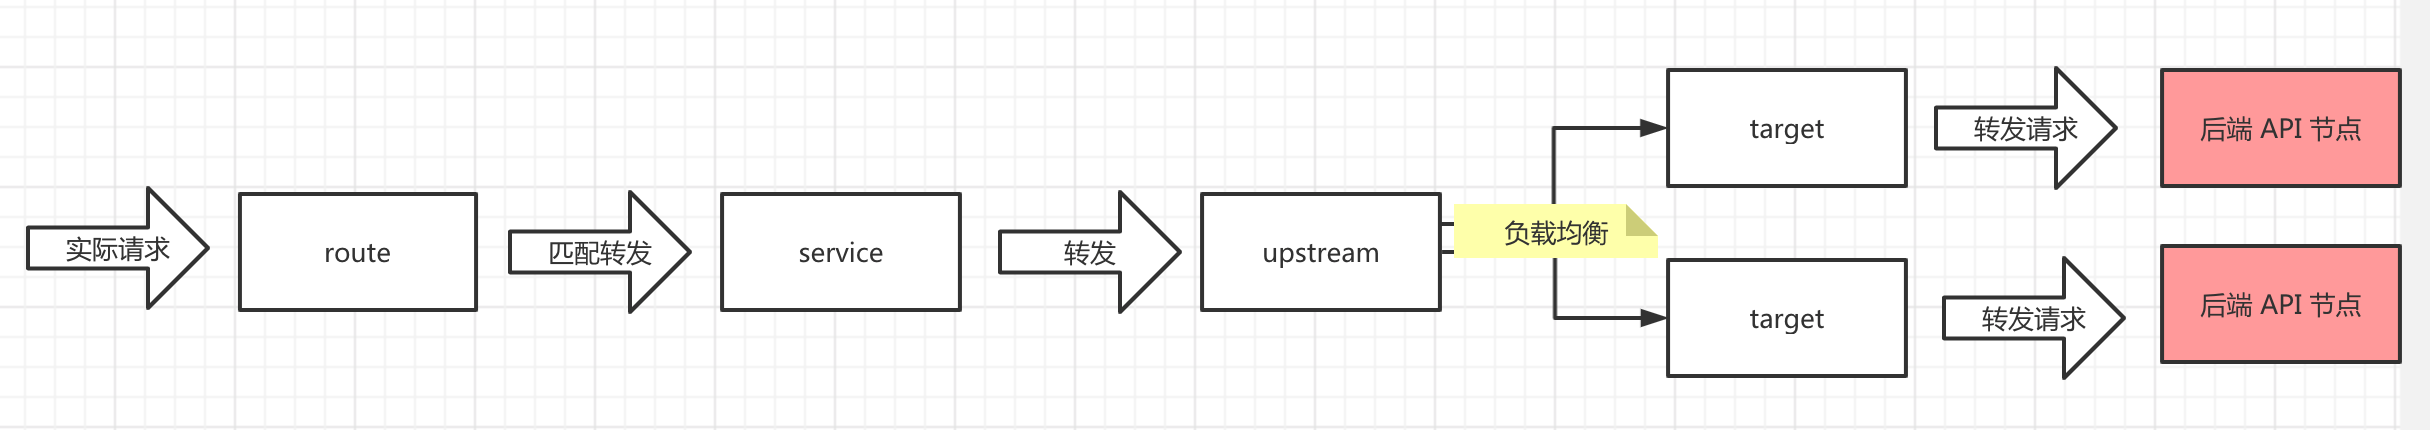 实际请求
route
匹配转发
service
转发
upstream
负载均衡
target
转发请求
后端 API 节点
target
转发请求
后端 API 节点